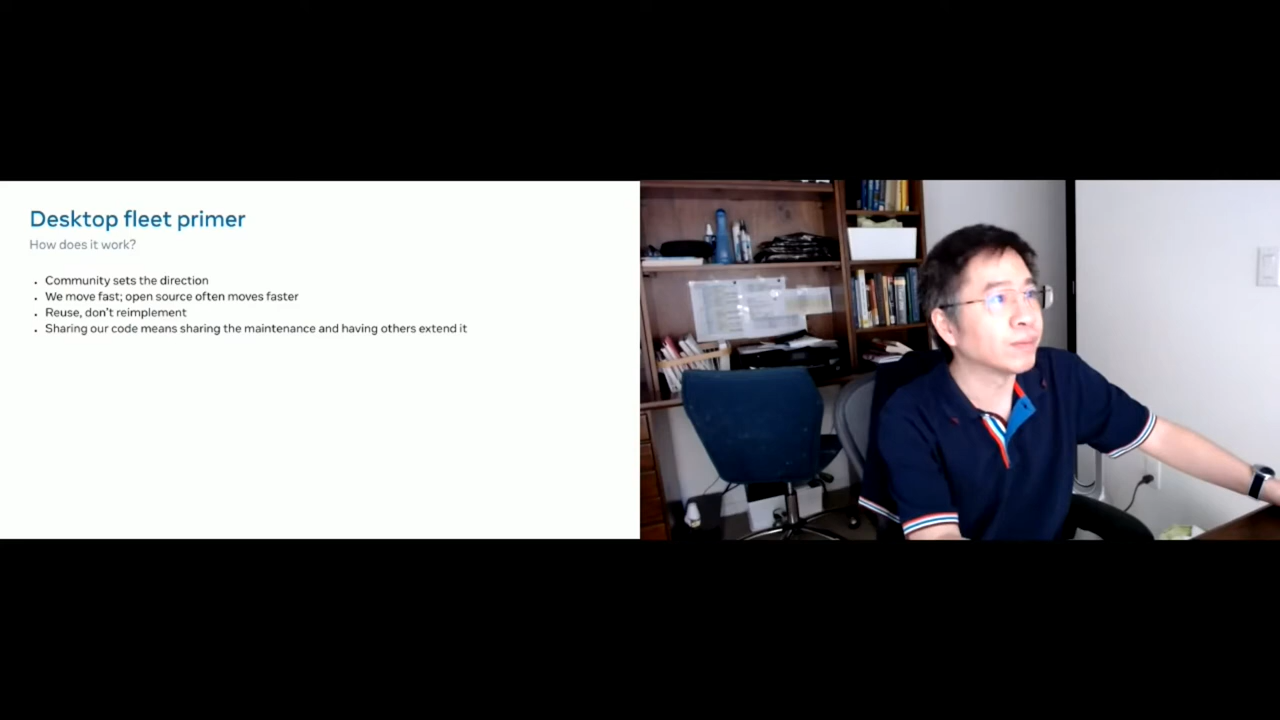 Desktop fleet primer
How does it work?
• Community sets the direction
• We move fast; open source often moves faster
• Reuse, don't reimplement
• Sharing our code means sharing the maintenance and having others extend it